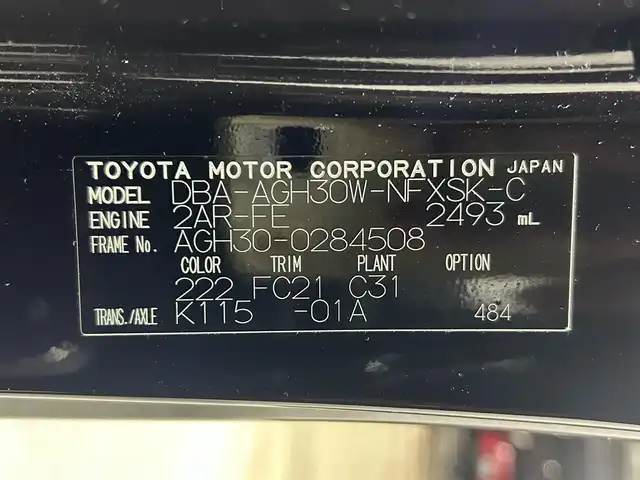 TOYOTA MOTOR CORPORATION JAPAN
MODEL DBA-AGH30W-NFXSK-C
ENGINE 2AR-FE 2493 mL
FRAME No. AGH30-0284508
COLOR TRIM PLANT OPTION
222 FC21 C31
TRANS./AXLE K115 -01A 484